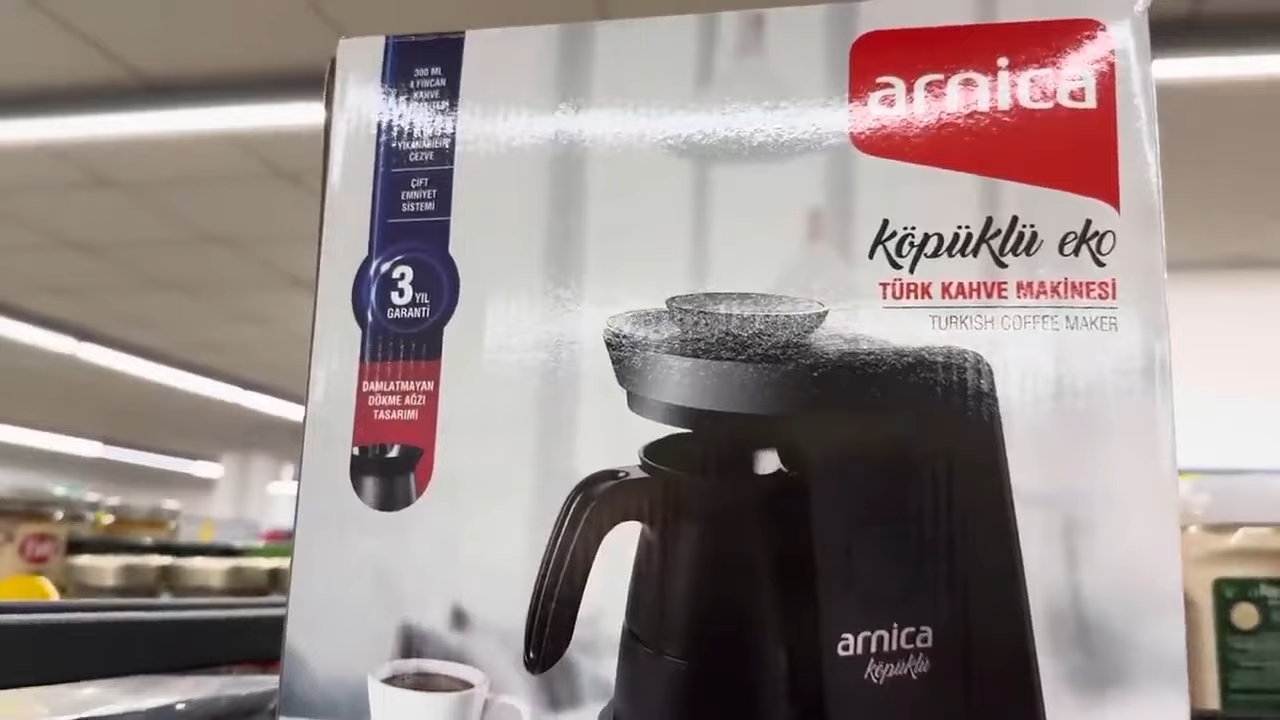 300 ML
4 FİNCAN
KAHVE
YIKANABİLİR
CEZVE
ÇİFT
EMNİYET
SİSTEMİ
3 YIL
GARANTİ
DAMLATMAYAN
DÖKME AĞZI
TASARIMI
arnica
köpüklü eko
TÜRK KAHVE MAKİNESİ
TURKISH COFFEE MAKER
arnica
köpüklü